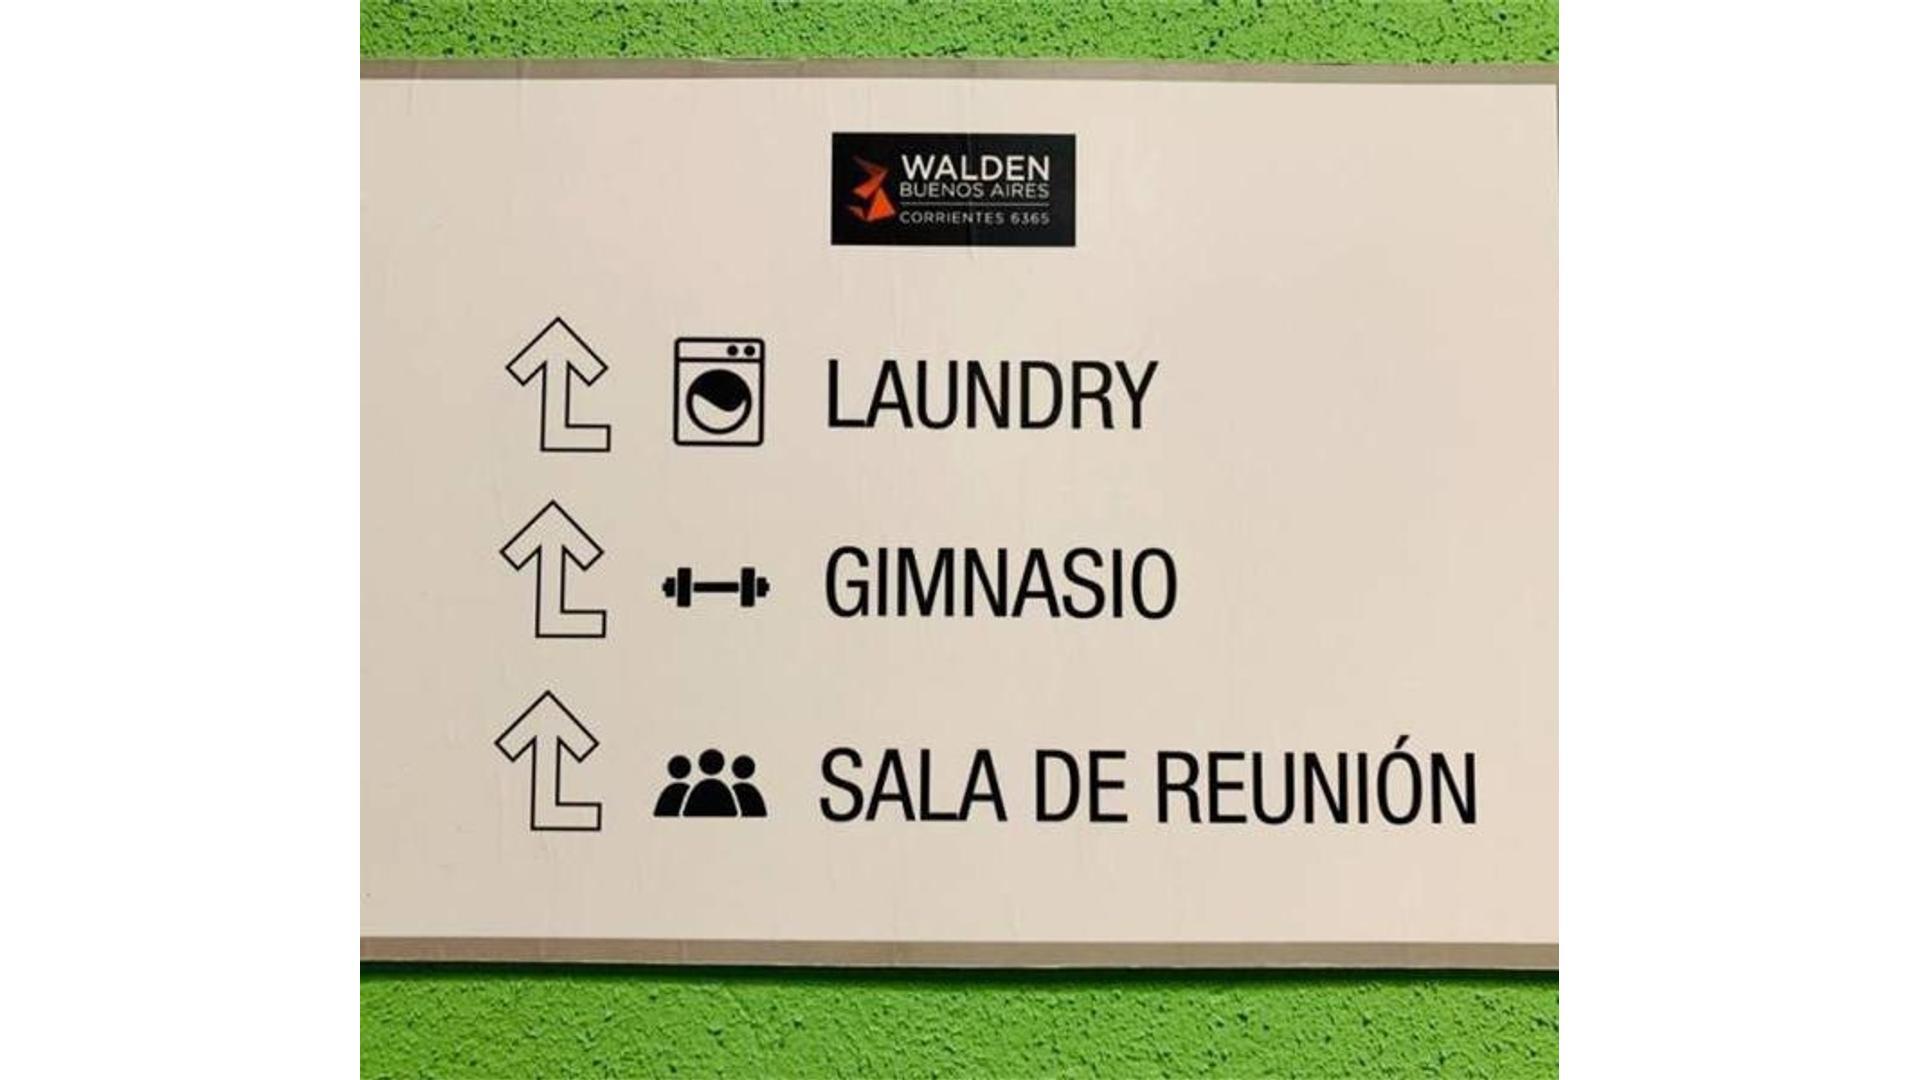 WALDEN
BUENOS AIRES
CORRIENTES 6365
LAUNDRY
GIMNASIO
SALA DE REUNIÓN